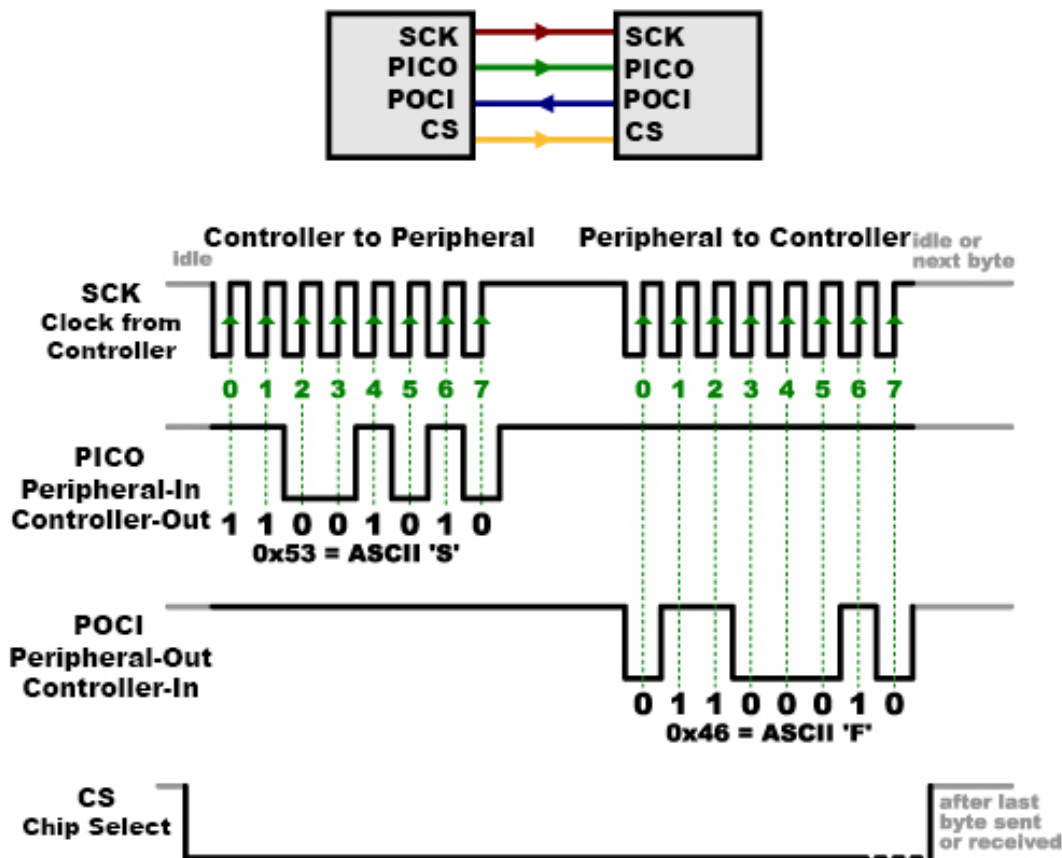 SCK SCK
PICO PICO
POCI POCI
CS CS
Controller to Peripheral Peripheral to Controller
idle
idle or
next byte
SCK
Clock from
Controller
0 1 2 3 4 5 6 7 0 1 2 3 4 5 6 7
PICO
Peripheral-In
Controller-Out
1 1 0 0 1 0 1 0
0x53 = ASCII 'S'
POCI
Peripheral-Out
Controller-In
0 1 1 0 0 0 1 0
0x46 = ASCII 'F'
CS
Chip Select
after last
byte sent
or received